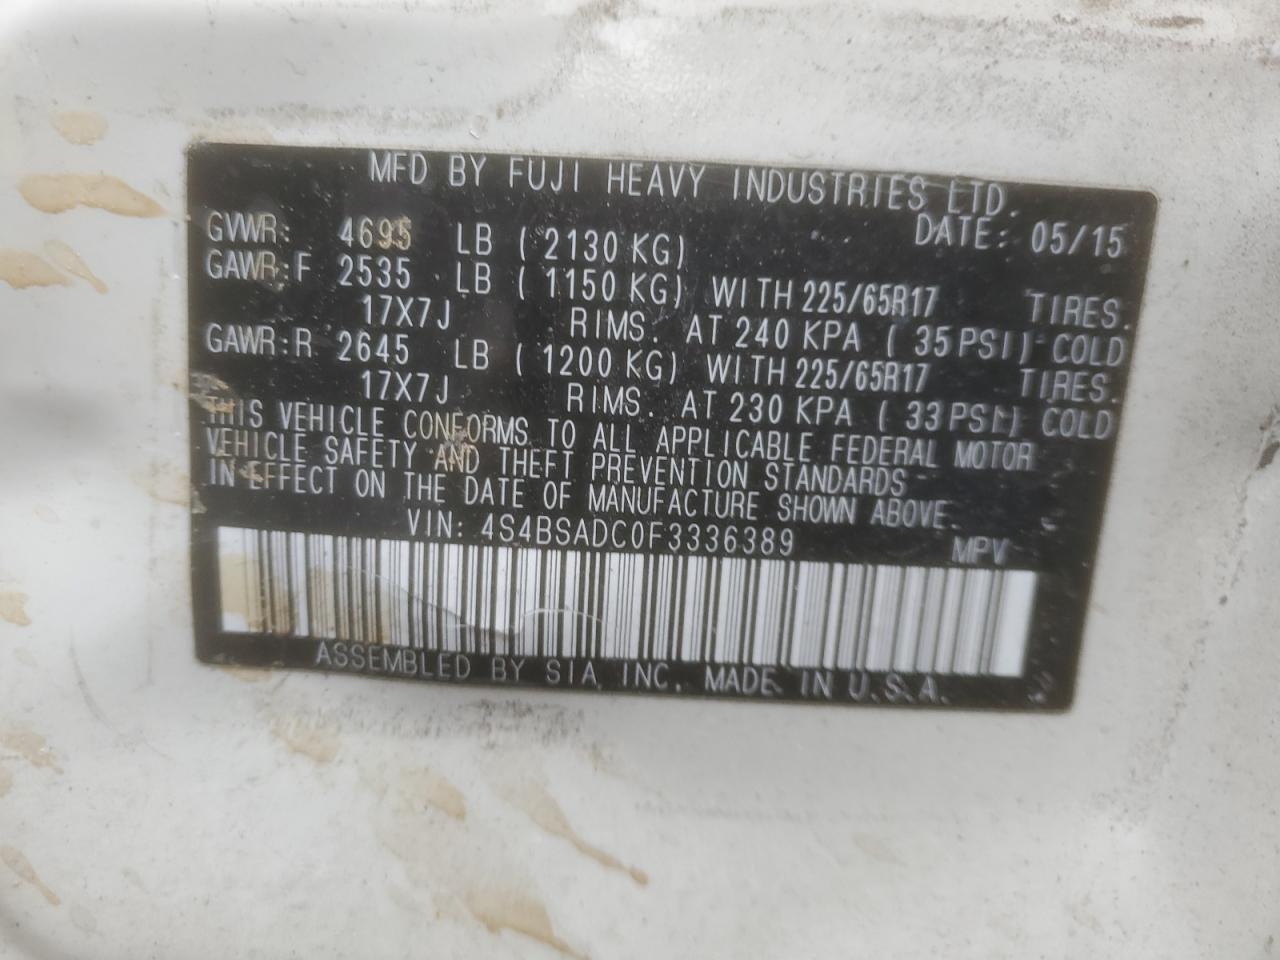 MFD BY FUJI HEAVY INDUSTRIES LTD.
DATE: 05/15
GVWR: 4695 LB ( 2130 KG)
GAWR:F 2535 LB ( 1150 KG) WITH 225/65R17 TIRES.
17X7J RIMS. AT 240 KPA ( 35 PSI) COLD
GAWR:R 2645 LB ( 1200 KG) WITH 225/65R17 TIRES.
17X7J RIMS. AT 230 KPA ( 33 PSI) COLD
THIS VEHICLE CONFORMS TO ALL APPLICABLE FEDERAL MOTOR
VEHICLE SAFETY AND THEFT PREVENTION STANDARDS
IN EFFECT ON THE DATE OF MANUFACTURE SHOWN ABOVE.
VIN: 4S4BSADC0F3336389 MPV
ASSEMBLED BY SIA, INC. MADE IN U.S.A.